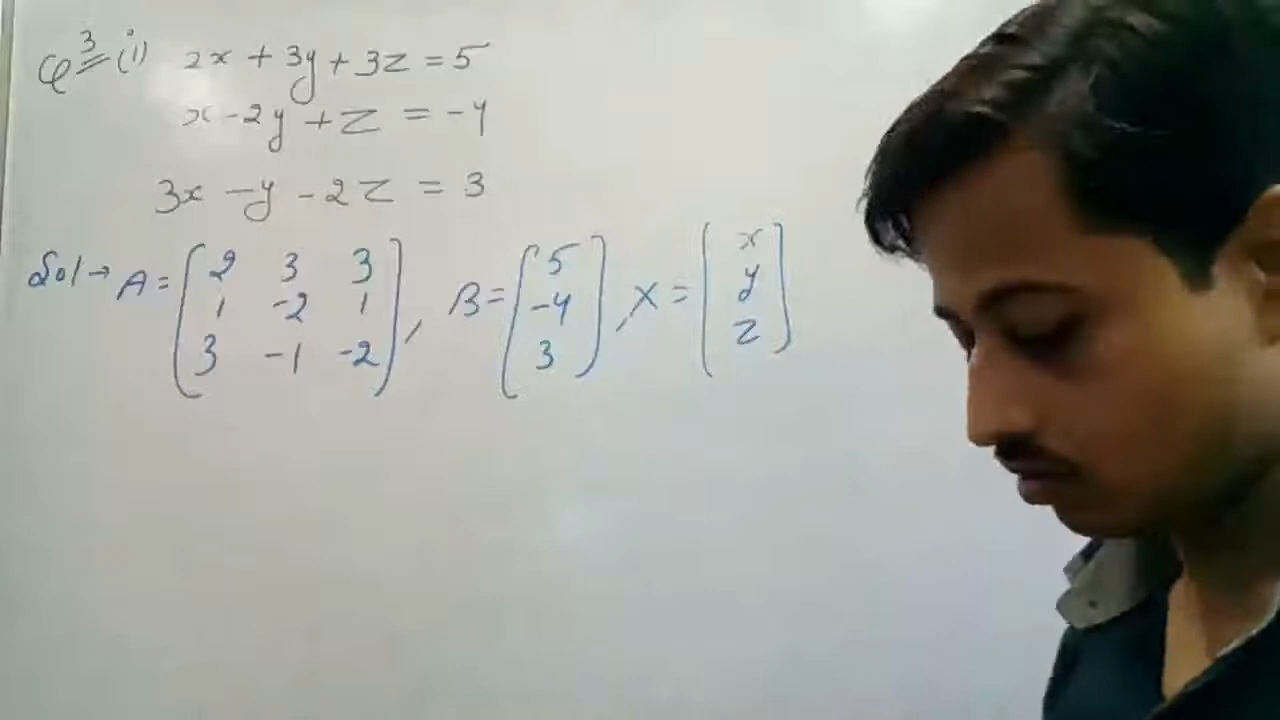 Q 3 (i) 2x + 3y + 3z = 5
x - 2y + z = -4
3x - y - 2z = 3
Sol → A = [2 3 3
1 -2 1
3 -1 -2], B = [5
-4
3], X = [x
y
z]